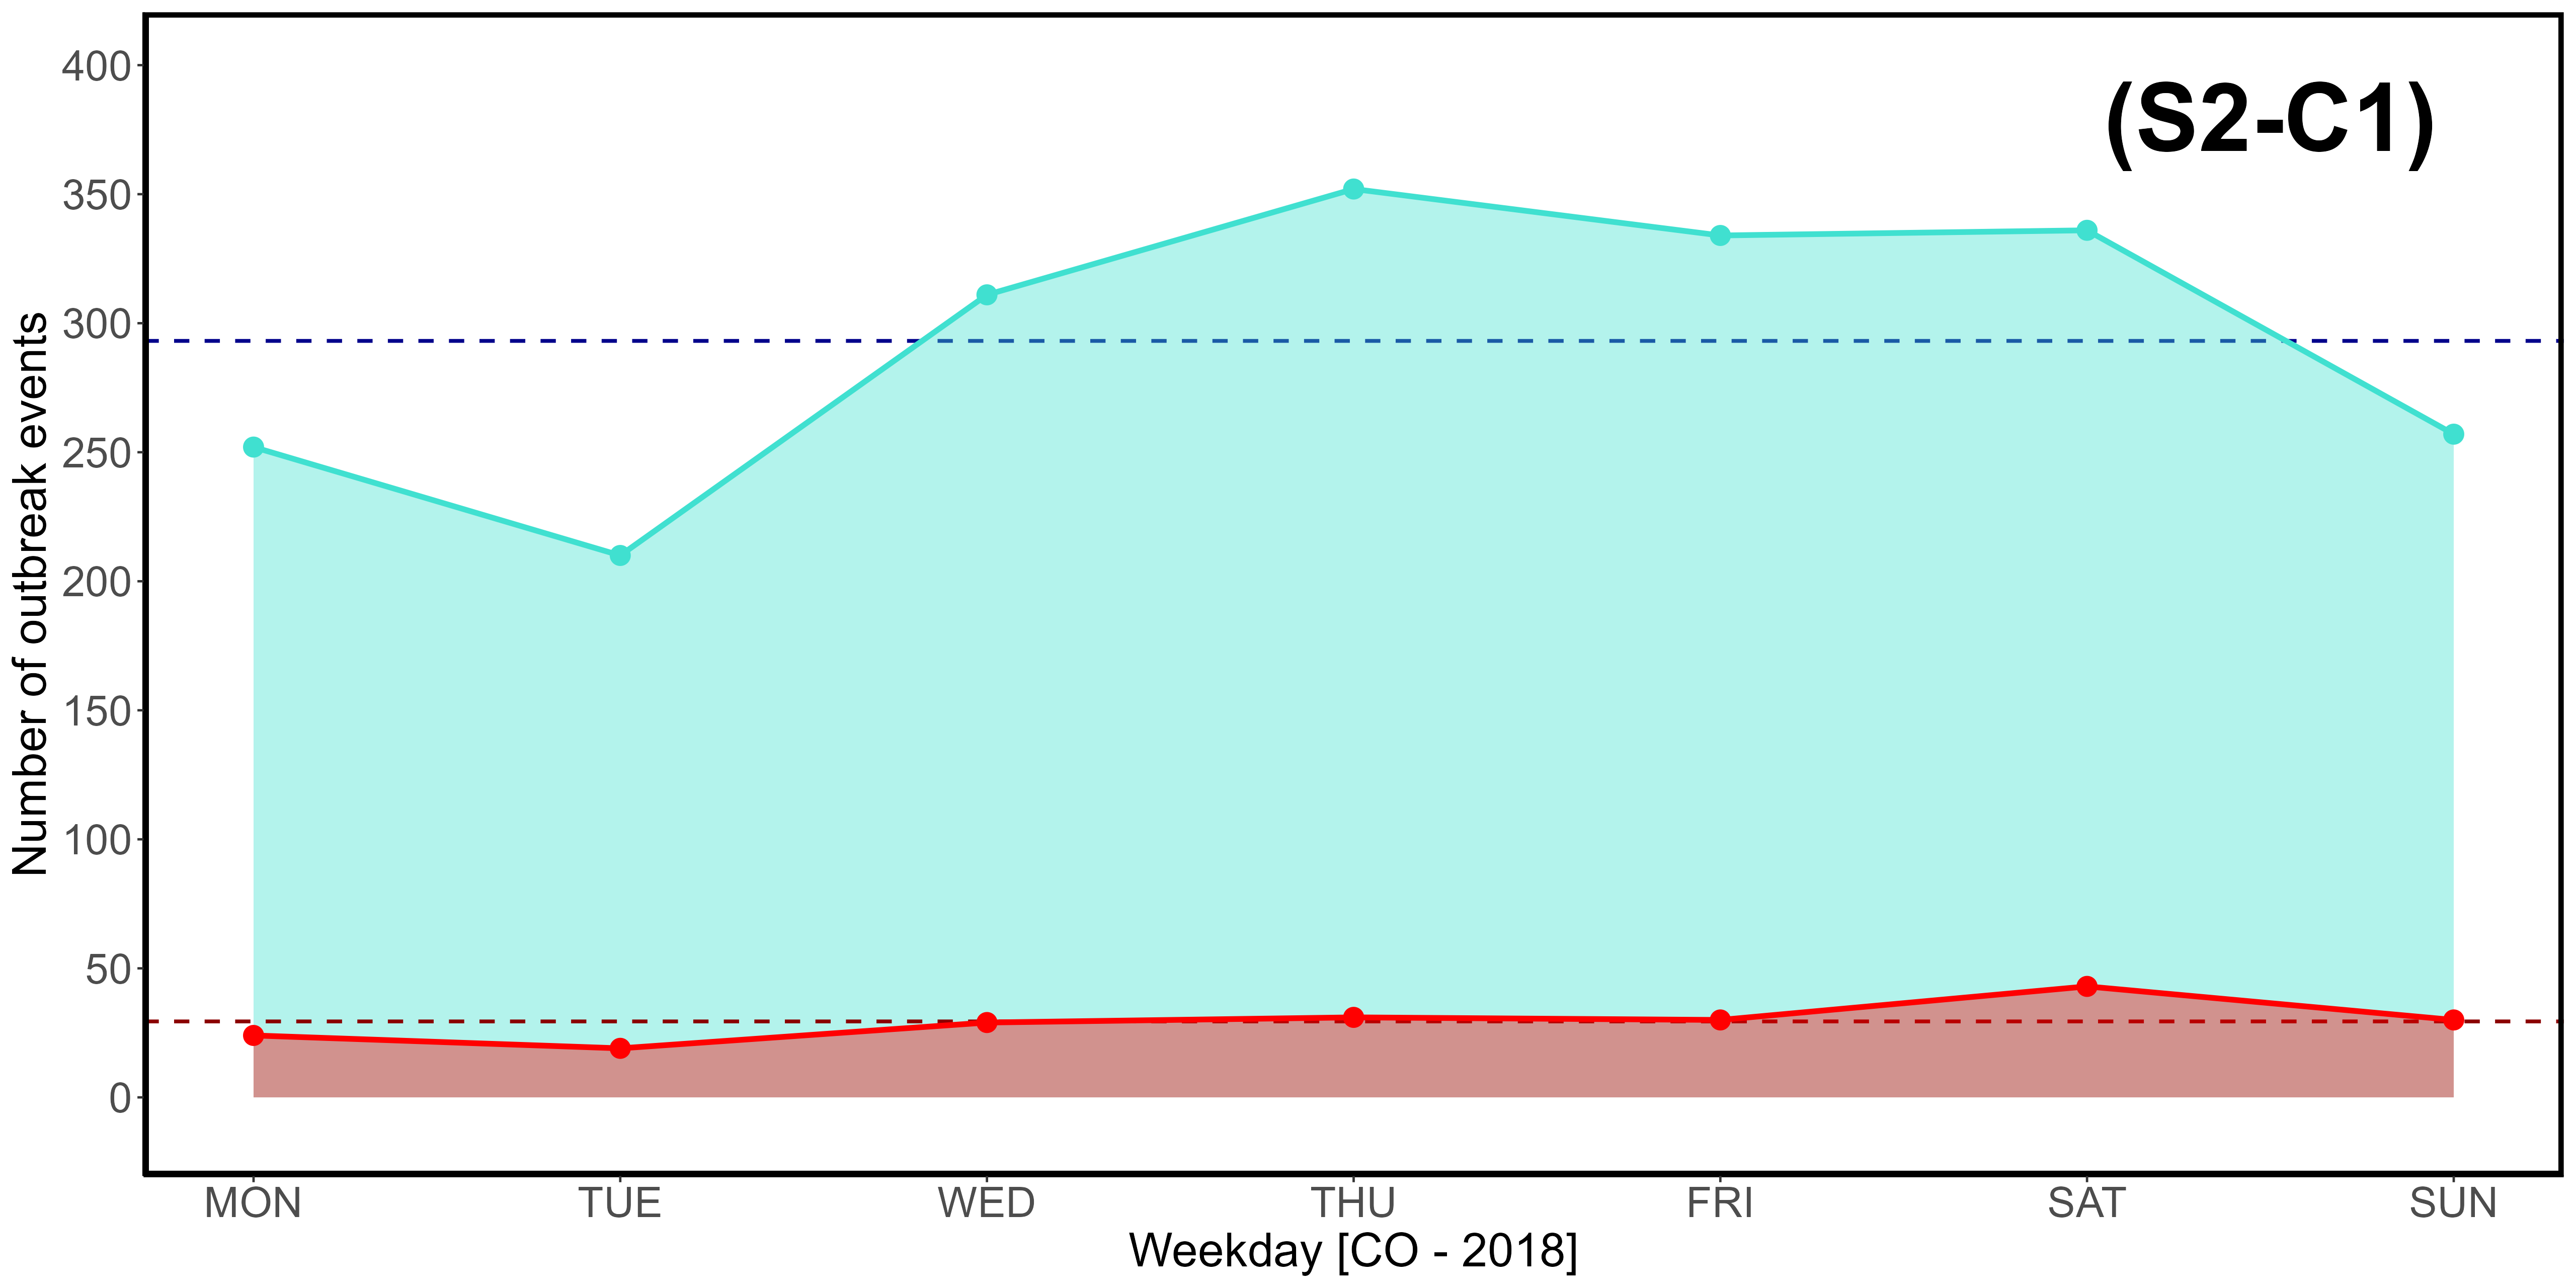 (S2-C1)
Number of outbreak events
400
350
300
250
200
150
100
50
0
MON TUE WED THU FRI SAT SUN
Weekday [CO - 2018]